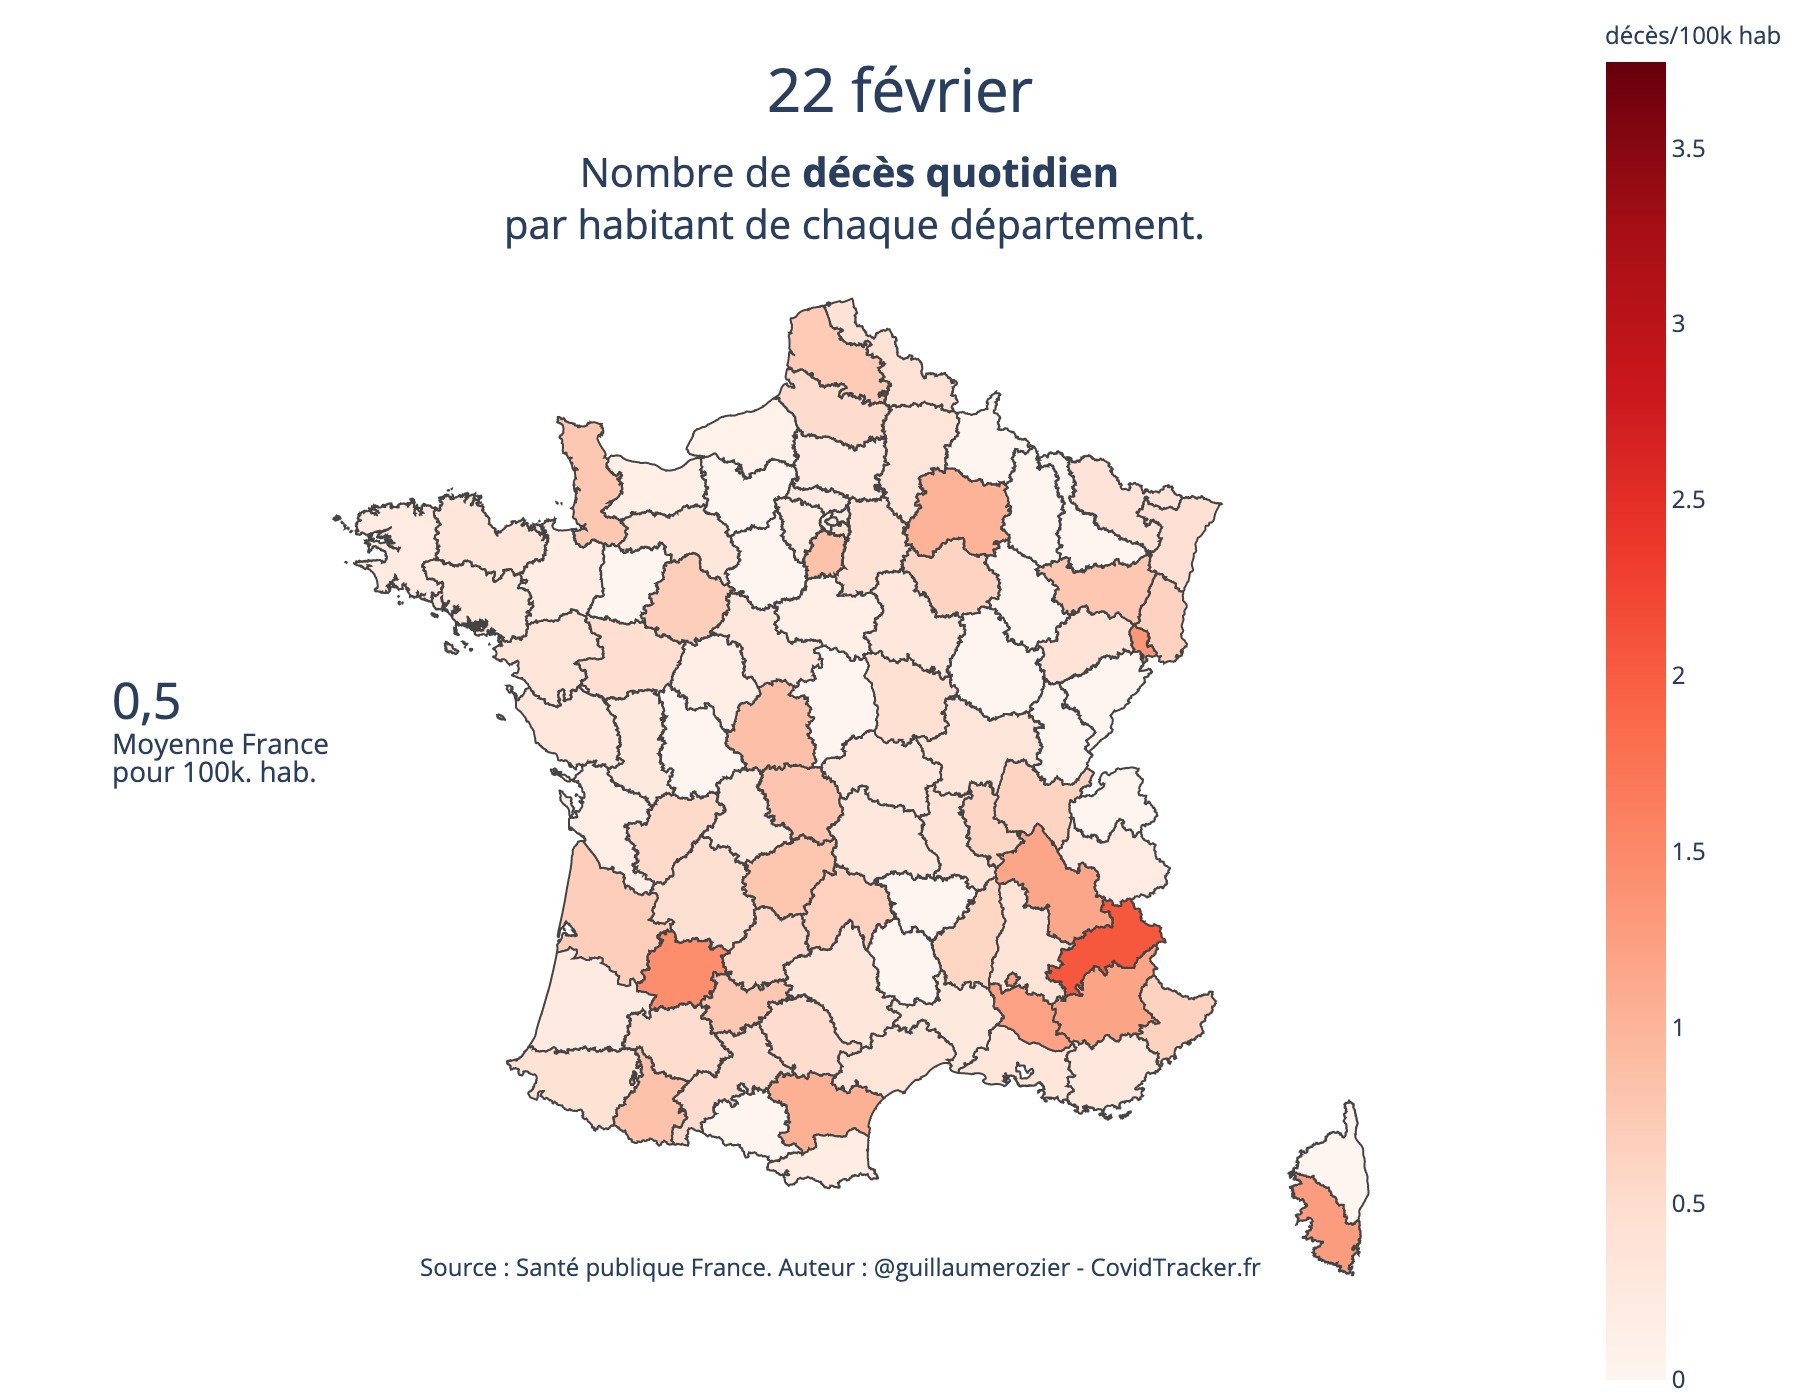 22 février
Nombre de décès quotidien
par habitant de chaque département.
décès/100k hab
3.5
3
2.5
2
1.5
1
0.5
0
0,5
Moyenne France
pour 100k. hab.
Source : Santé publique France. Auteur : @guillaumerozier - CovidTracker.fr